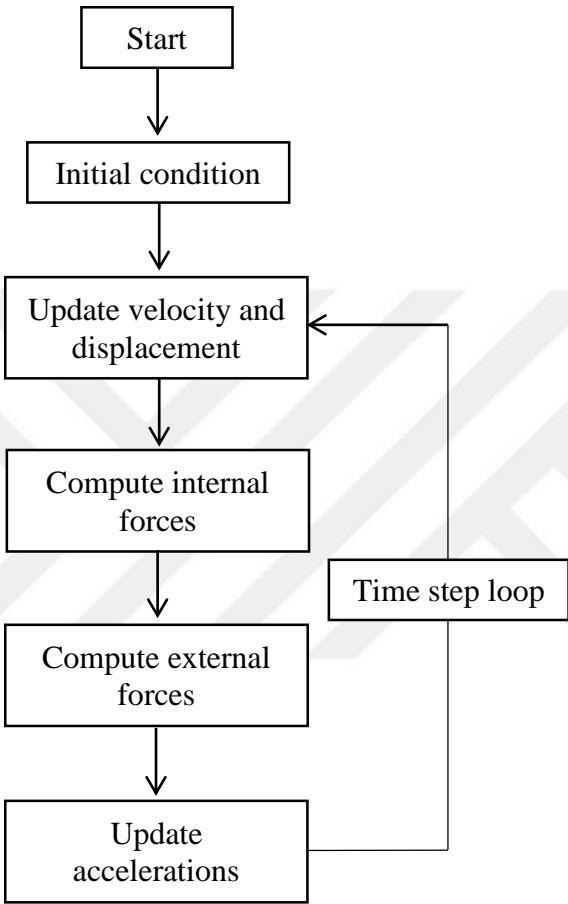 Start
Initial condition
Update velocity and
displacement
Compute internal
forces
Time step loop
Compute external
forces
Update
accelerations